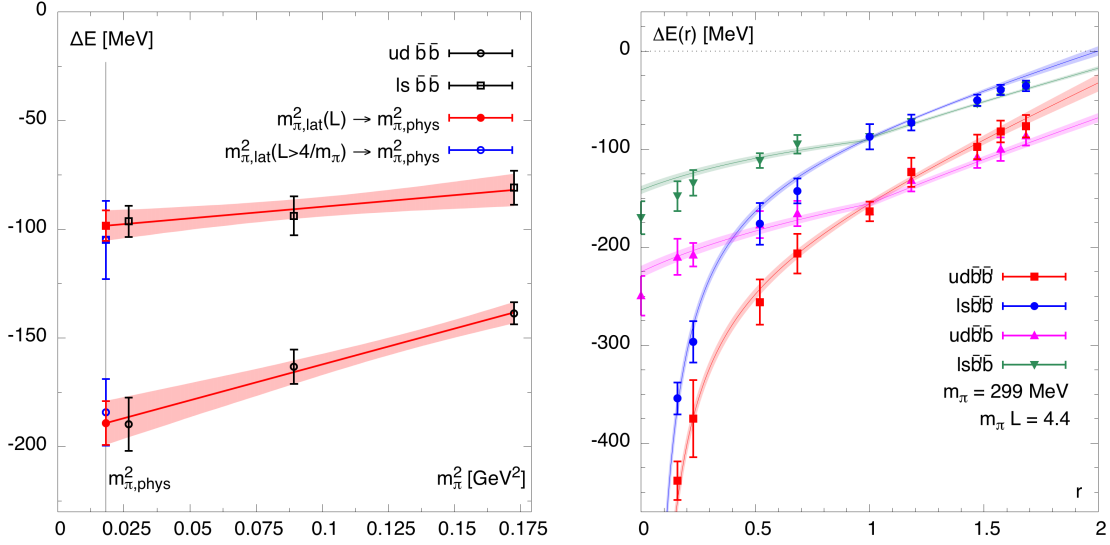 0
-50
-100
-150
-200
ΔE [MeV]
ud b̄b̄
ls b̄b̄
m²π,lat(L) → m²π,phys
m²π,lat(L>4/mπ) → m²π,phys
m²π,phys
m²π [GeV²]
0 0.025 0.05 0.075 0.1 0.125 0.15 0.175
ΔE(r) [MeV]
0
-100
-200
-300
-400
udb̄b̄
lsb̄b̄
udb̄b̄
lsb̄b̄
mπ = 299 MeV
mπ L = 4.4
r
0 0.5 1 1.5 2